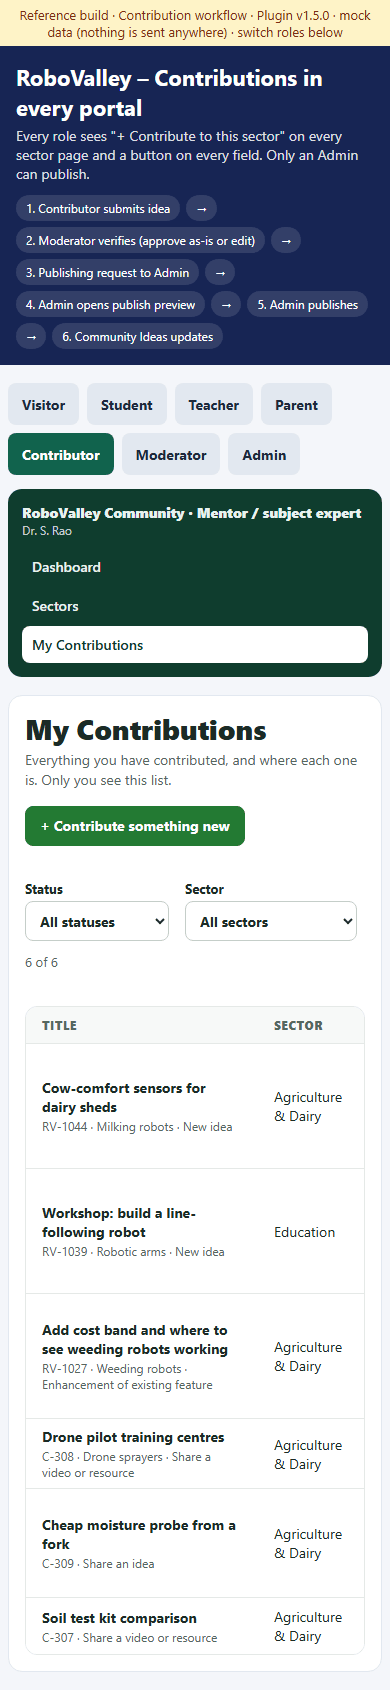 Reference build · Contribution workflow · Plugin v1.5.0 · mock
data (nothing is sent anywhere) · switch roles below
RoboValley – Contributions in
every portal
Every role sees "+ Contribute to this sector" on every
sector page and a button on every field. Only an Admin
can publish.
1. Contributor submits idea →
2. Moderator verifies (approve as-is or edit) →
3. Publishing request to Admin →
4. Admin opens publish preview → 5. Admin publishes
→ 6. Community Ideas updates
Visitor Student Teacher Parent
Contributor Moderator Admin
RoboValley Community · Mentor / subject expert
Dr. S. Rao
Dashboard
Sectors
My Contributions
My Contributions
Everything you have contributed, and where each one
is. Only you see this list.
+ Contribute something new
Status Sector
All statuses All sectors
6 of 6
TITLE SECTOR
Cow-comfort sensors for
dairy sheds
RV-1044 · Milking robots · New idea
Agriculture
& Dairy
Workshop: build a line-
following robot
RV-1039 · Robotic arms · New idea
Education
Add cost band and where to
see weeding robots working
RV-1027 · Weeding robots ·
Enhancement of existing feature
Agriculture
& Dairy
Drone pilot training centres
C-308 · Drone sprayers · Share a
video or resource
Agriculture
& Dairy
Cheap moisture probe from a
fork
C-309 · Share an idea
Agriculture
& Dairy
Soil test kit comparison
C-307 · Share a video or resource
Agriculture
& Dairy